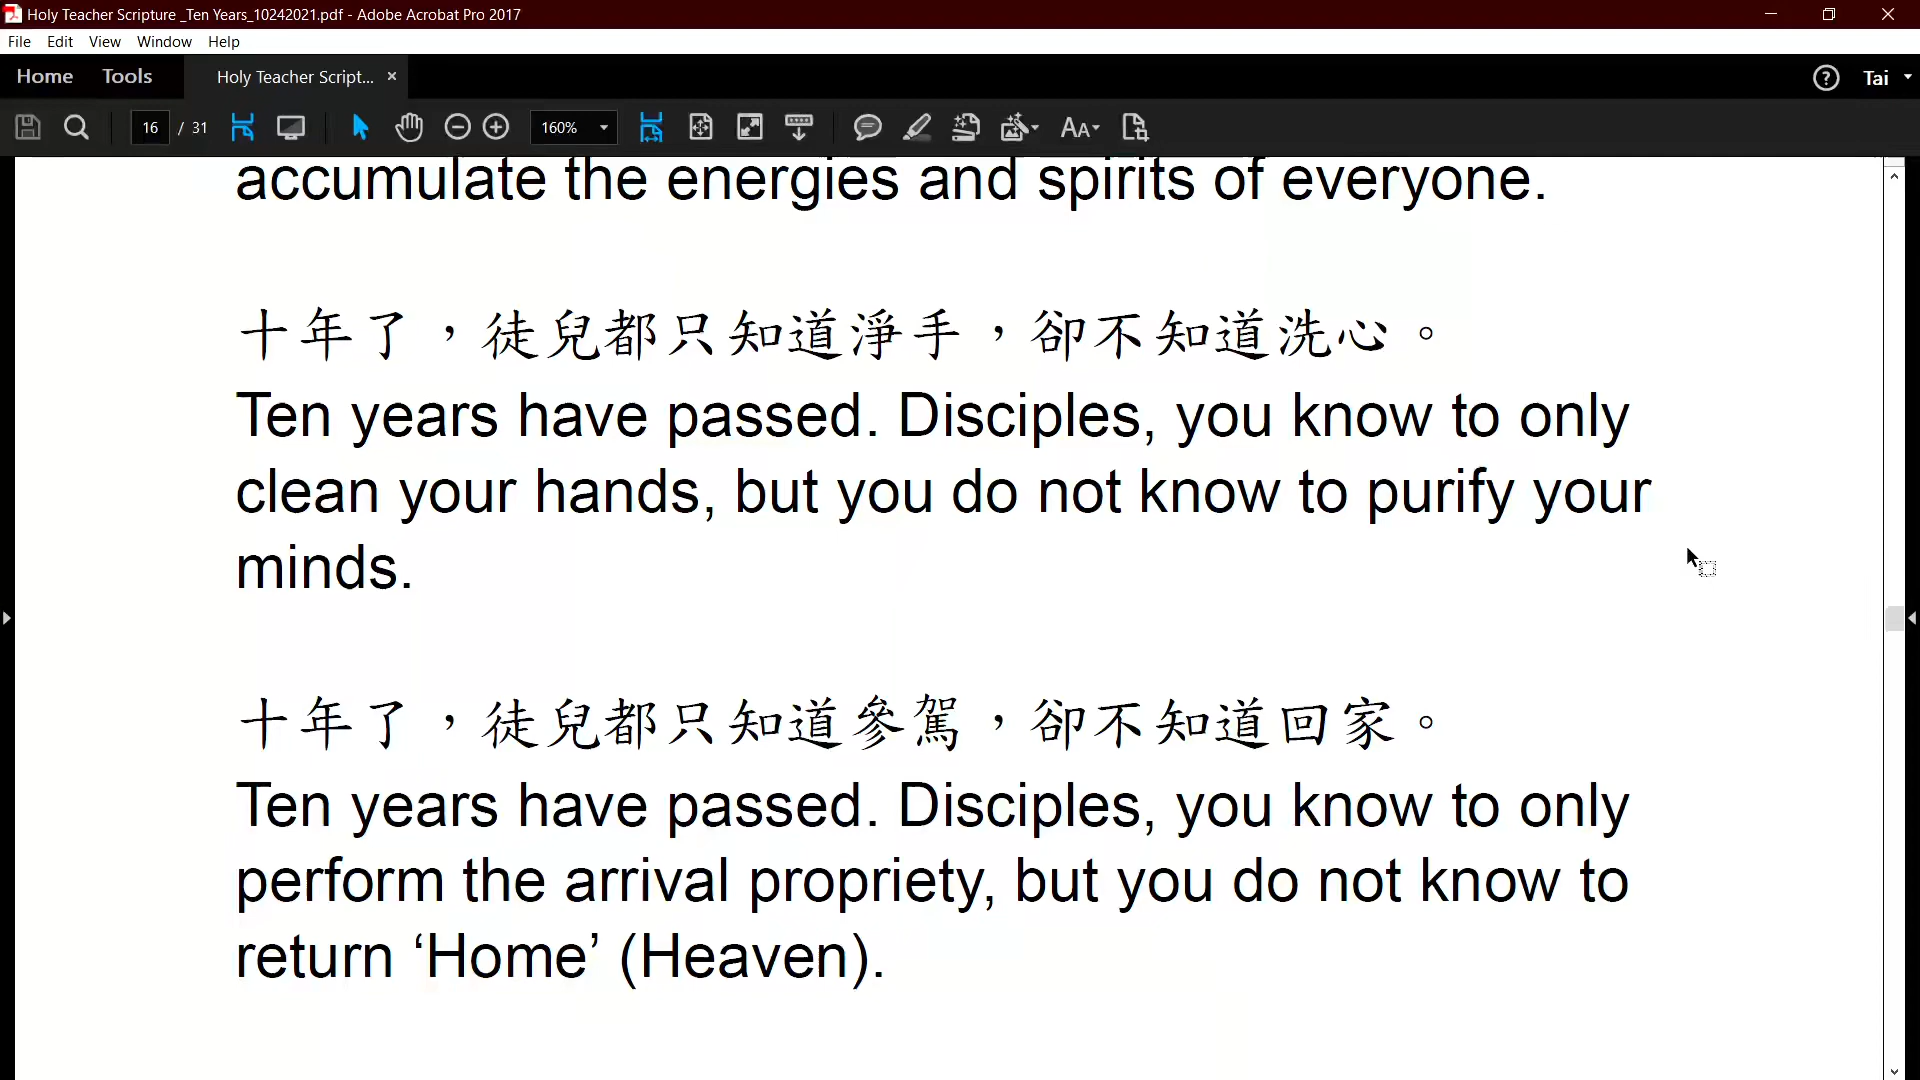 Holy Teacher Scripture _Ten Years_10242021.pdf - Adobe Acrobat Pro 2017
File Edit View Window Help
Home Tools Holy Teacher Script... × Tai
16 / 31 160%
accumulate the energies and spirits of everyone.
十年了，徒兒都只知道淨手，卻不知道洗心。
Ten years have passed. Disciples, you know to only
clean your hands, but you do not know to purify your
minds.
十年了，徒兒都只知道參駕，卻不知道回家。
Ten years have passed. Disciples, you know to only
perform the arrival propriety, but you do not know to
return ‘Home’ (Heaven).